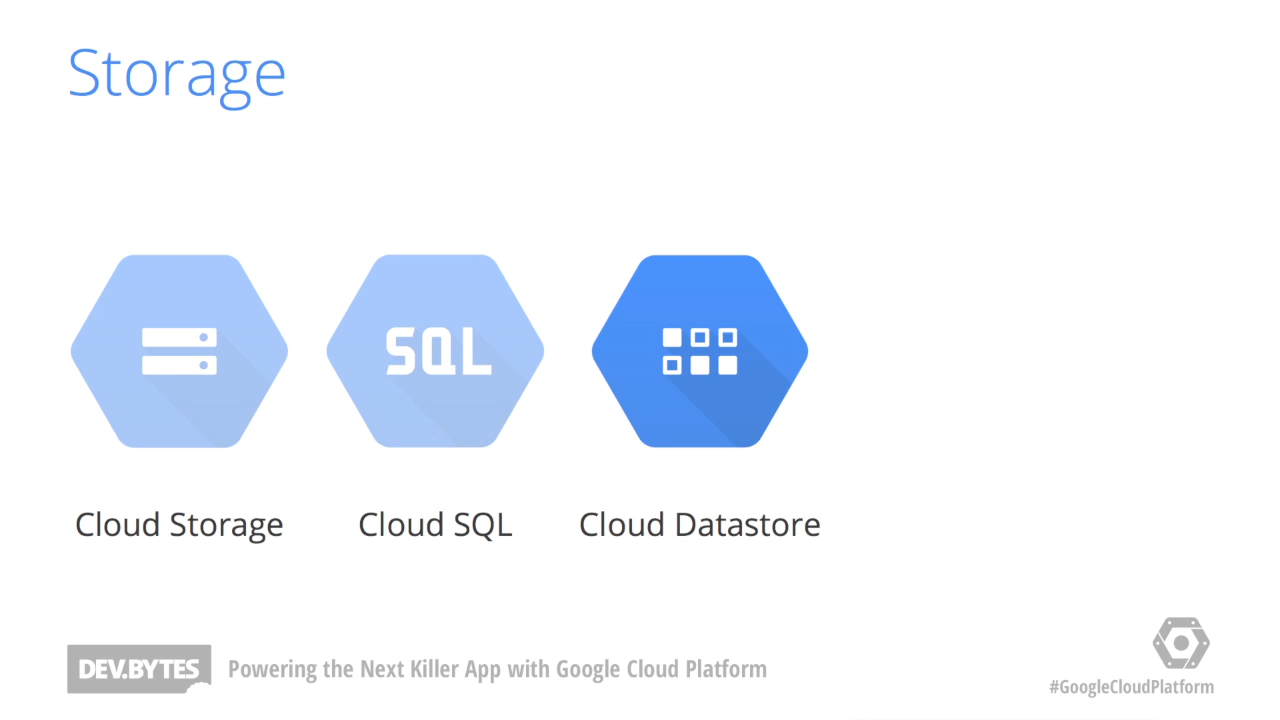 Storage
SQL
Cloud Storage
Cloud SQL
Cloud Datastore
DEV.BYTES
Powering the Next Killer App with Google Cloud Platform
#GoogleCloudPlatform